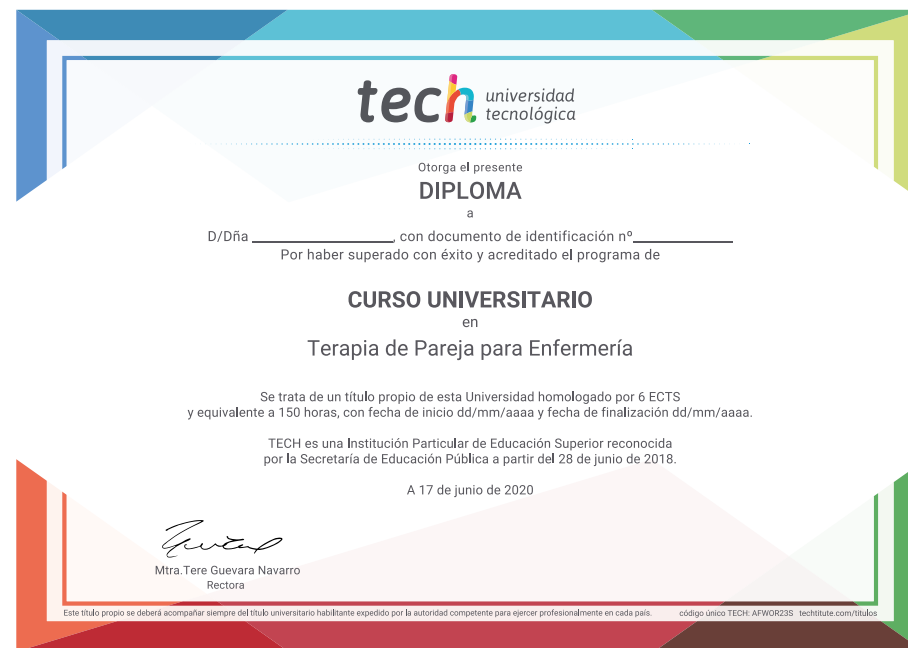 tech universidad
tecnológica
Otorga el presente
DIPLOMA
a
D/Dña ____________________, con documento de identificación nº______________
Por haber superado con éxito y acreditado el programa de
CURSO UNIVERSITARIO
en
Terapia de Pareja para Enfermería
Se trata de un título propio de esta Universidad homologado por 6 ECTS
y equivalente a 150 horas, con fecha de inicio dd/mm/aaaa y fecha de finalización dd/mm/aaaa.
TECH es una Institución Particular de Educación Superior reconocida
por la Secretaría de Educación Pública a partir del 28 de junio de 2018.
A 17 de junio de 2020
Mtra.Tere Guevara Navarro
Rectora
Este título propio se deberá acompañar siempre del título universitario habilitante expedido por la autoridad competente para ejercer profesionalmente en cada país. código único TECH: AFWOR23S techtitute.com/títulos